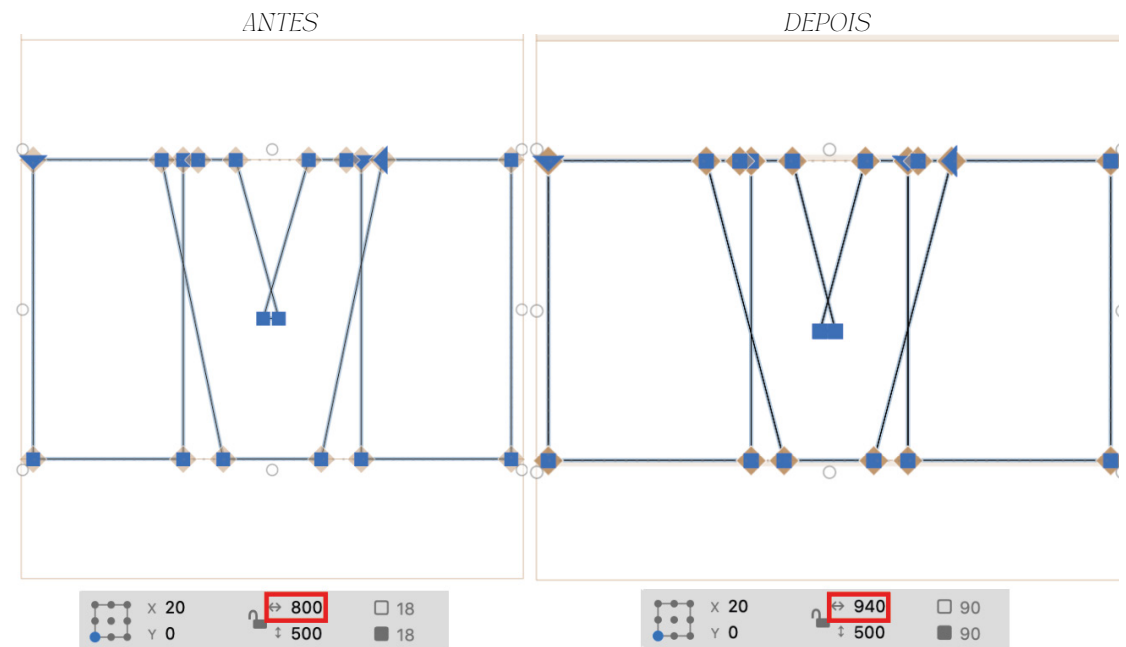 ANTES
DEPOIS
X 20 ↔ 800 18
Y 0 ↕ 500 18
X 20 ↔ 940 90
Y 0 ↕ 500 90